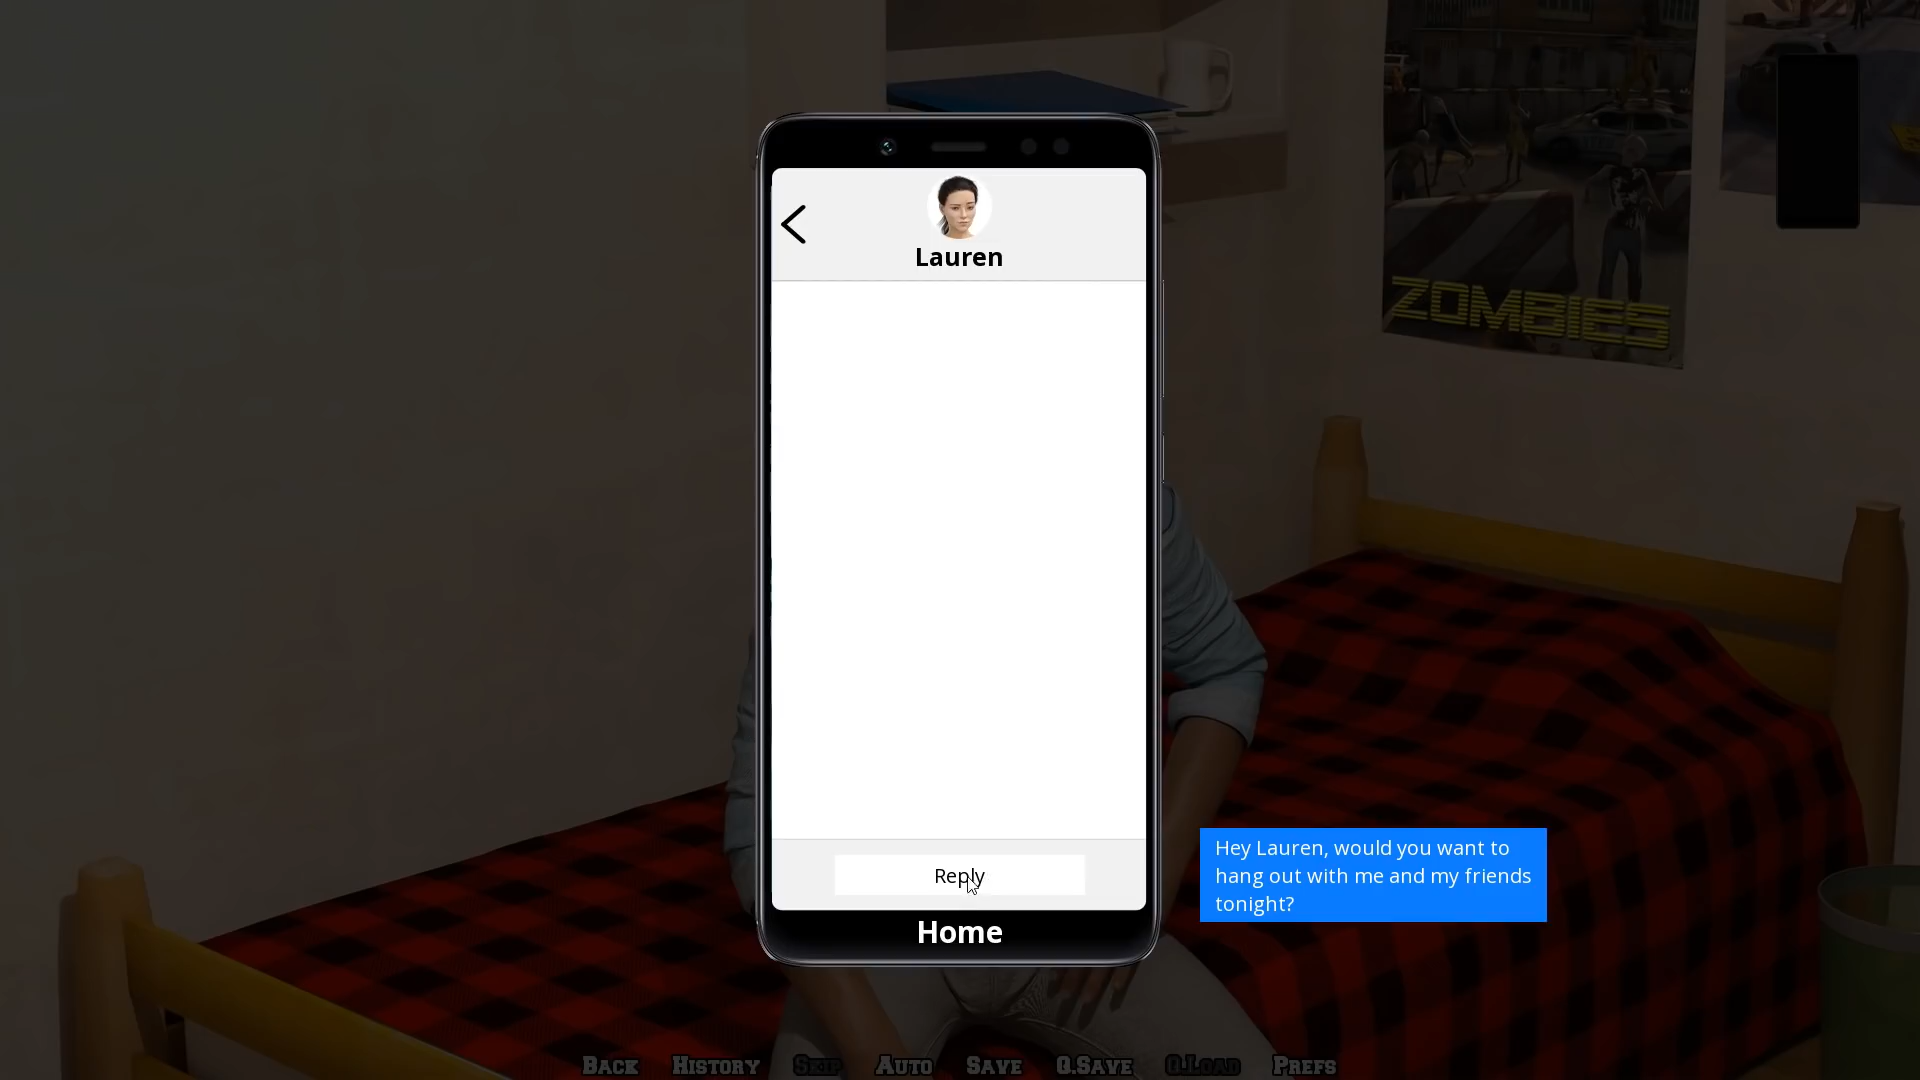 Lauren
ZOMBIES
Hey Lauren, would you want to
hang out with me and my friends
tonight?
Reply
Home
Back History Skip Auto Save Q.Save Q.Load Prefs